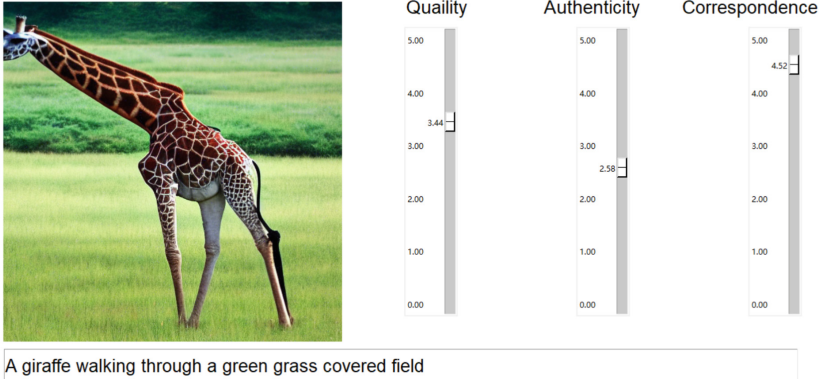 Quaility Authenticity Correspondence
5.00 5.00 5.00
4.52
4.00 4.00 4.00
3.44
3.00 3.00 3.00
2.58
2.00 2.00 2.00
1.00 1.00 1.00
0.00 0.00 0.00
A giraffe walking through a green grass covered field